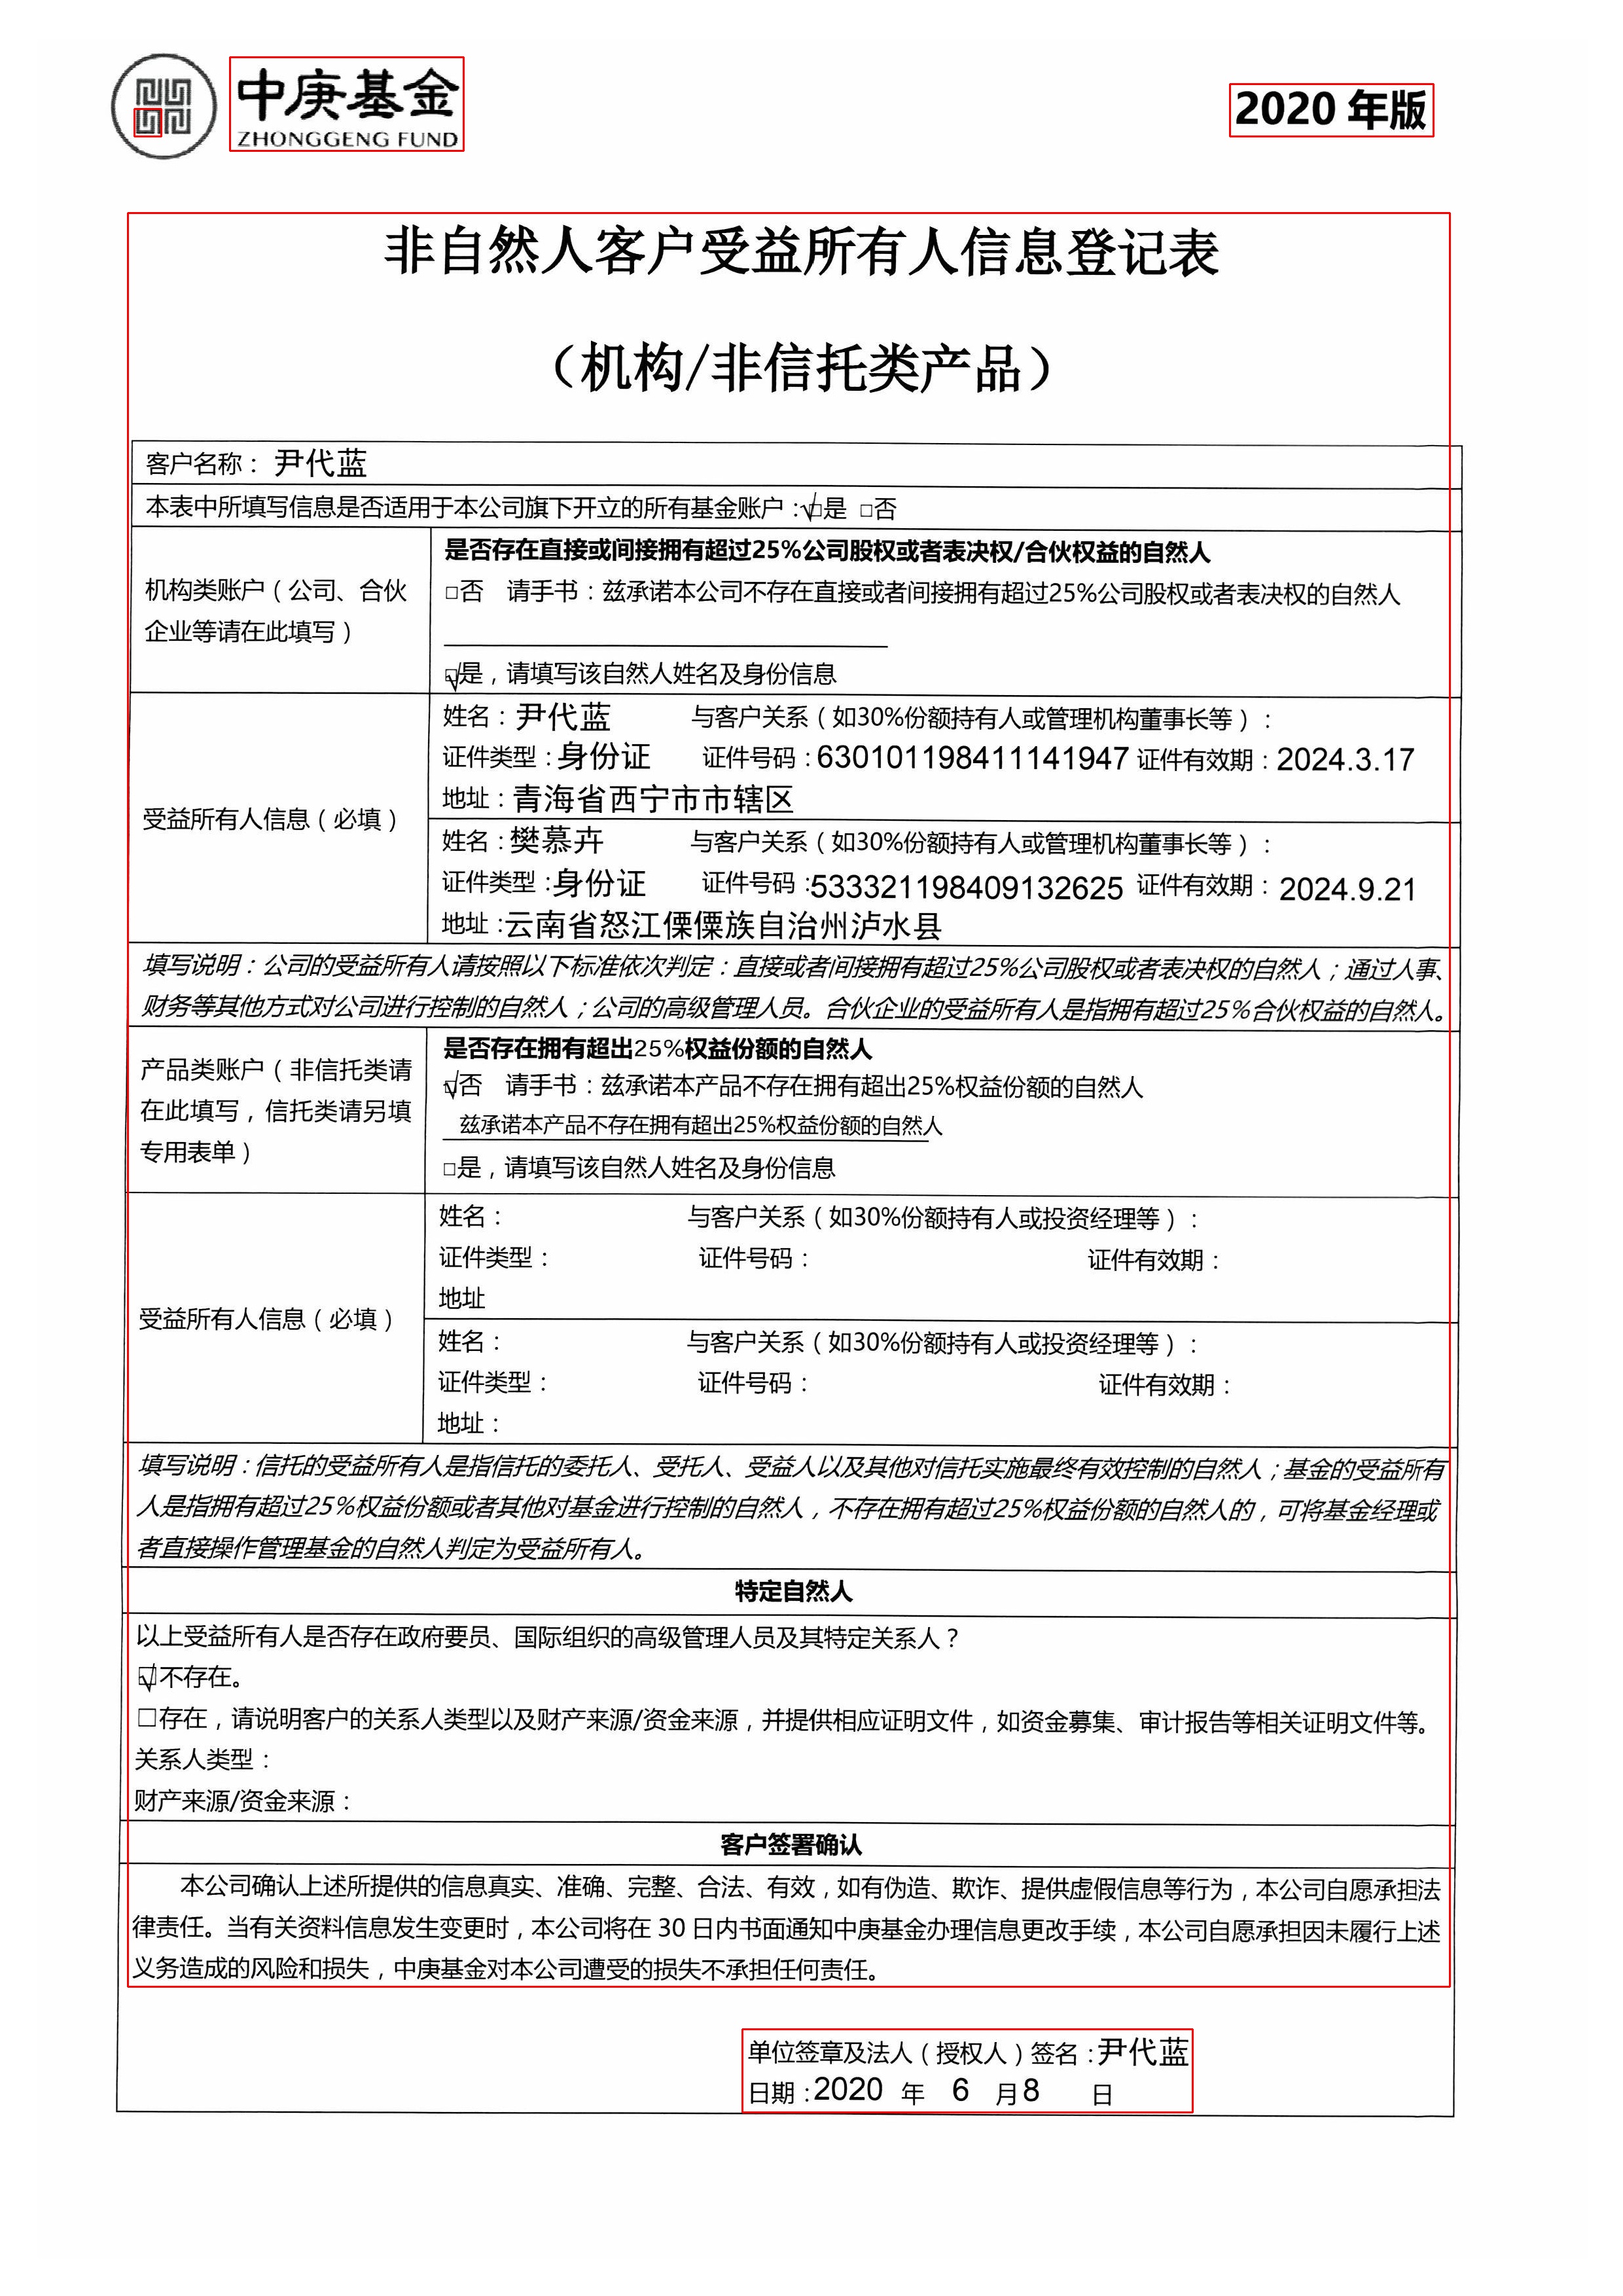 中庚基金
ZHONGGENG FUND
2020 年版
非自然人客户受益所有人信息登记表
（机构/非信托类产品）
客户名称：尹代蓝
本表中所填写信息是否适用于本公司旗下开立的所有基金账户：√□是 □否
机构类账户（公司、合伙
企业等请在此填写）
是否存在直接或间接拥有超过25%公司股权或者表决权/合伙权益的自然人
□否 请手书：兹承诺本公司不存在直接或者间接拥有超过25%公司股权或者表决权的自然人
□√是，请填写该自然人姓名及身份信息
受益所有人信息（必填）
姓名：尹代蓝 与客户关系（如30%份额持有人或管理机构董事长等）：
证件类型：身份证 证件号码：630101198411141947 证件有效期：2024.3.17
地址：青海省西宁市市辖区
姓名：樊慕卉 与客户关系（如30%份额持有人或管理机构董事长等）：
证件类型：身份证 证件号码：533321198409132625 证件有效期：2024.9.21
地址：云南省怒江傈僳族自治州泸水县
填写说明：公司的受益所有人请按照以下标准依次判定：直接或者间接拥有超过25%公司股权或者表决权的自然人；通过人事、
财务等其他方式对公司进行控制的自然人；公司的高级管理人员。合伙企业的受益所有人是指拥有超过25%合伙权益的自然人。
产品类账户（非信托类请
在此填写，信托类请另填
专用表单）
是否存在拥有超出25%权益份额的自然人
□√否 请手书：兹承诺本产品不存在拥有超出25%权益份额的自然人
兹承诺本产品不存在拥有超出25%权益份额的自然人
□是，请填写该自然人姓名及身份信息
受益所有人信息（必填）
姓名： 与客户关系（如30%份额持有人或投资经理等）：
证件类型： 证件号码： 证件有效期：
地址
姓名： 与客户关系（如30%份额持有人或投资经理等）：
证件类型： 证件号码： 证件有效期：
地址：
填写说明：信托的受益所有人是指信托的委托人、受托人、受益人以及其他对信托实施最终有效控制的自然人；基金的受益所有
人是指拥有超过25%权益份额或者其他对基金进行控制的自然人，不存在拥有超过25%权益份额的自然人的，可将基金经理或
者直接操作管理基金的自然人判定为受益所有人。
特定自然人
以上受益所有人是否存在政府要员、国际组织的高级管理人员及其特定关系人？
□√不存在。
□存在，请说明客户的关系人类型以及财产来源/资金来源，并提供相应证明文件，如资金募集、审计报告等相关证明文件等。
关系人类型：
财产来源/资金来源：
客户签署确认
本公司确认上述所提供的信息真实、准确、完整、合法、有效，如有伪造、欺诈、提供虚假信息等行为，本公司自愿承担法
律责任。当有关资料信息发生变更时，本公司将在 30 日内书面通知中庚基金办理信息更改手续，本公司自愿承担因未履行上述
义务造成的风险和损失，中庚基金对本公司遭受的损失不承担任何责任。
单位签章及法人（授权人）签名：尹代蓝
日期：2020 年 6 月8 日